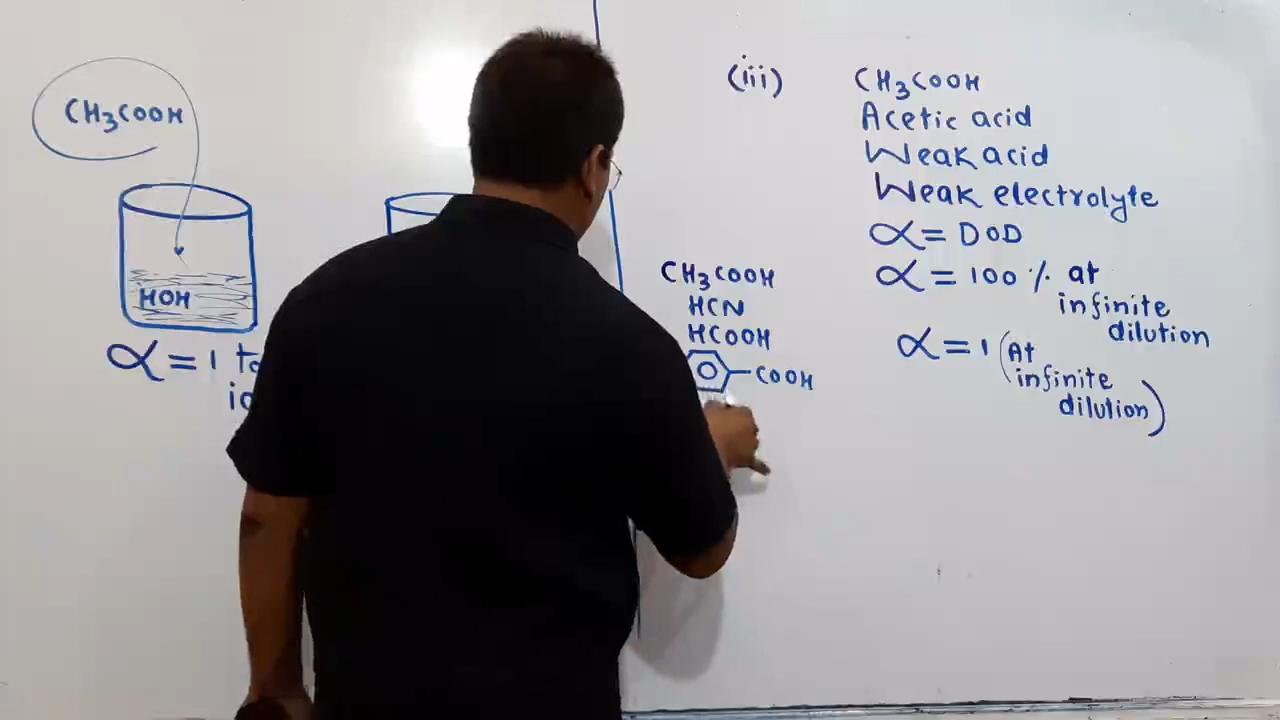 CH3COOH
HOH
α = 1
(iii)
CH3COOH
Acetic acid
Weak acid
Weak electrolyte
α = DOD
α = 100 % at
infinite
dilution
α = 1 (At
infinite
dilution)
CH3COOH
HCN
HCOOH
COOH